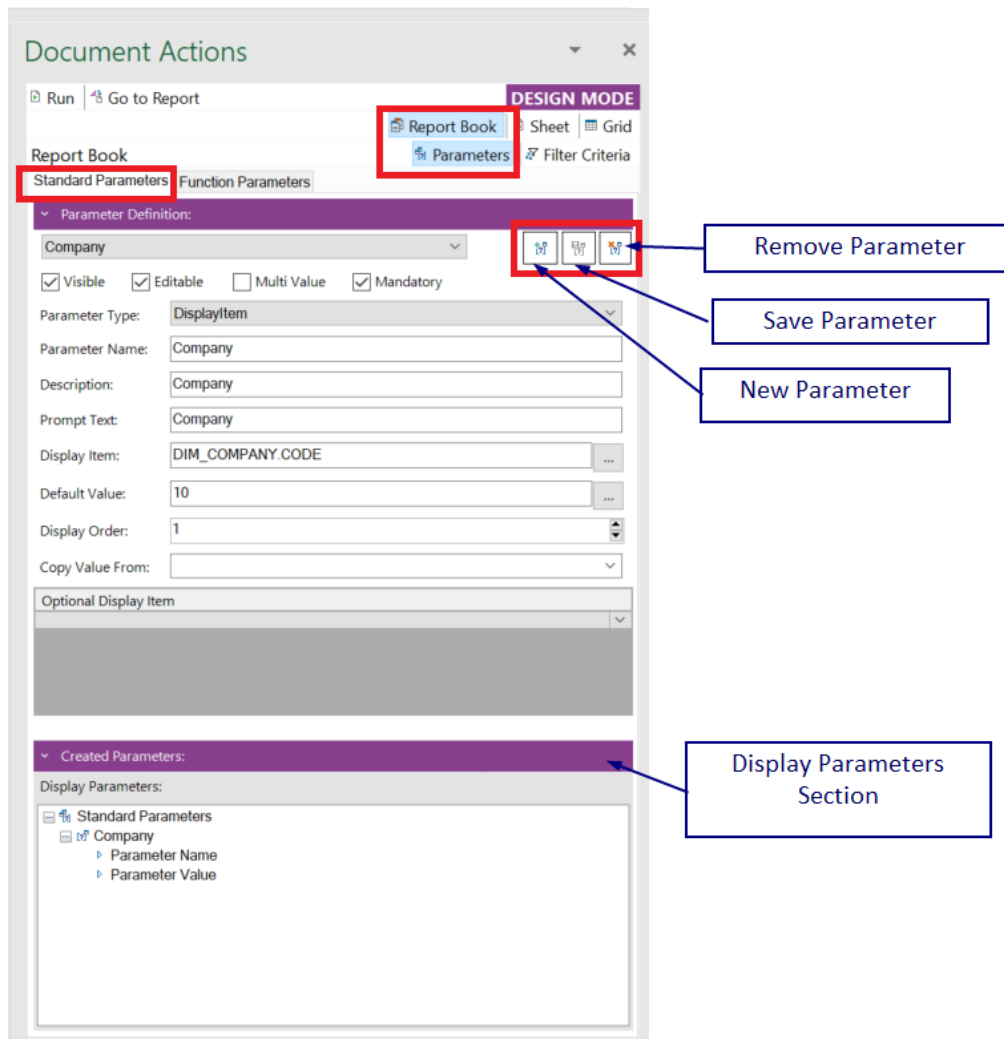 Document Actions
Run Go to Report DESIGN MODE
Report Book Sheet Grid
Report Book Parameters Filter Criteria
Standard Parameters Function Parameters
Parameter Definition:
Company
Remove Parameter
Visible Editable Multi Value Mandatory
Parameter Type: DisplayItem
Save Parameter
Parameter Name: Company
Description: Company
New Parameter
Prompt Text: Company
Display Item: DIM_COMPANY.CODE ...
Default Value: 10 ...
Display Order: 1
Copy Value From:
Optional Display Item
Created Parameters:
Display Parameters
Section
Display Parameters:
Standard Parameters
Company
Parameter Name
Parameter Value